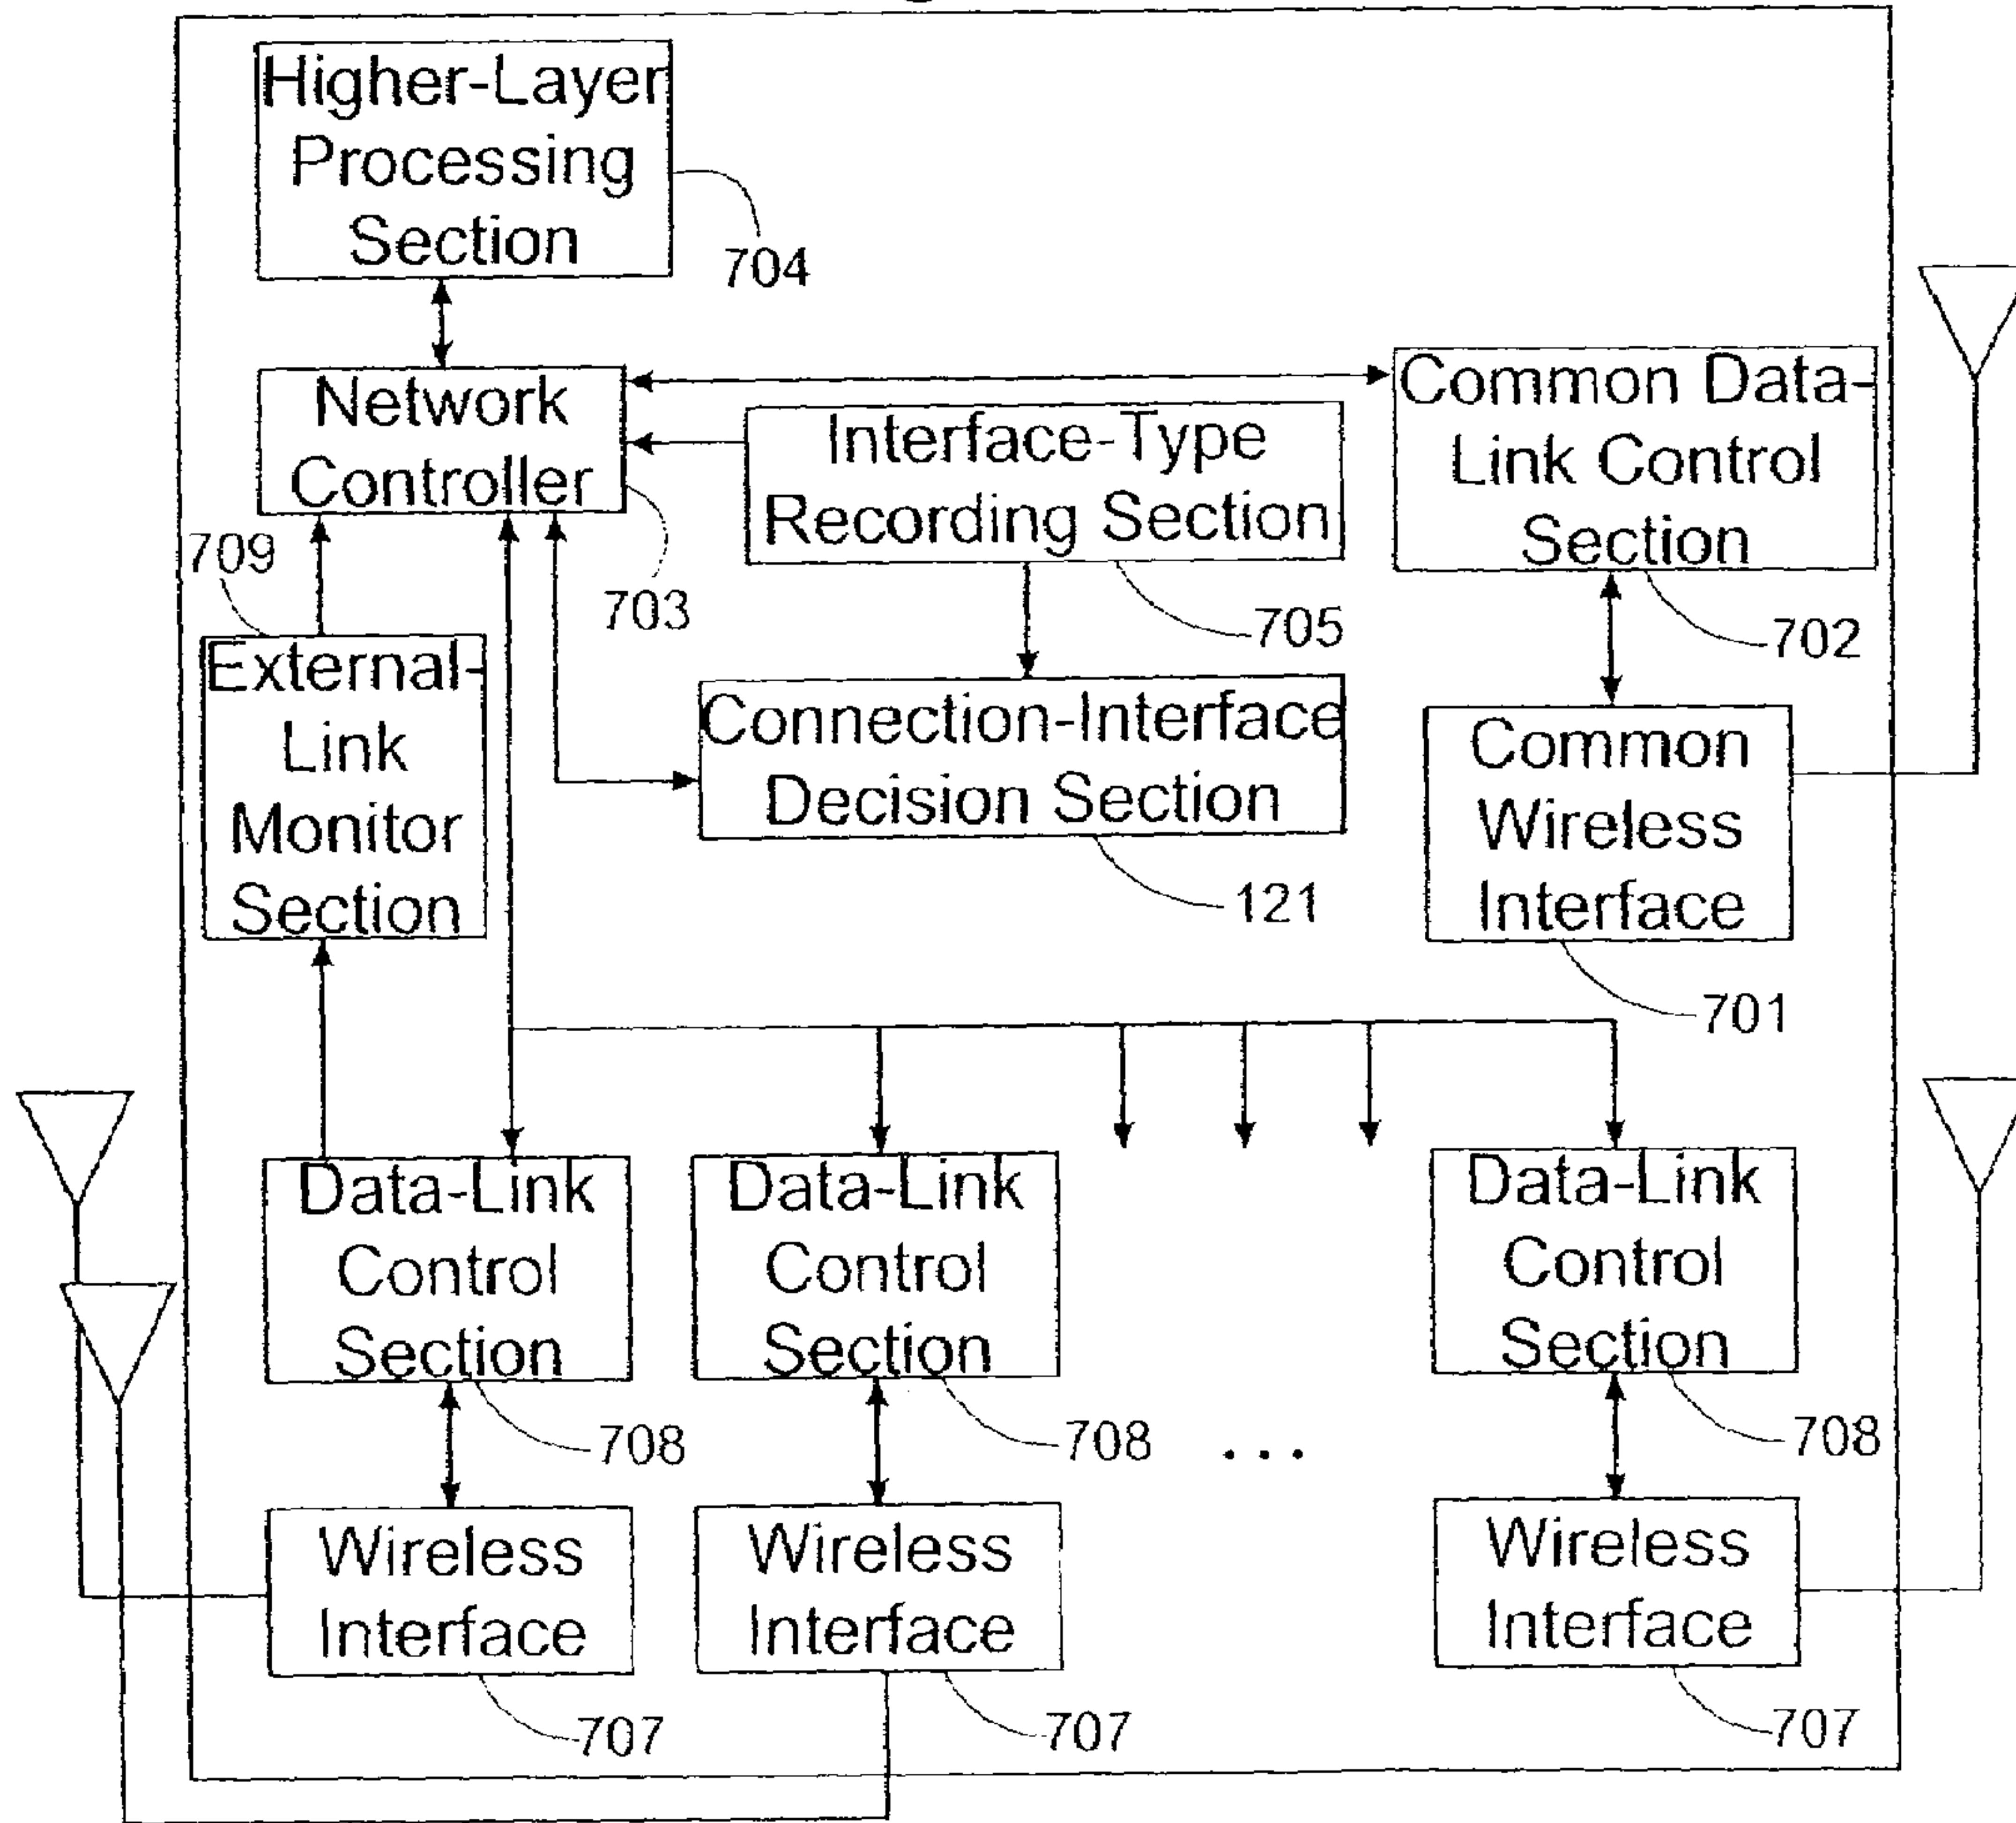 Higher-Layer
Processing
Section
704
Network
Controller
703
Interface-Type
Recording Section
705
Common Data-
Link Control
Section
702
709
External-
Link
Monitor
Section
Connection-Interface
Decision Section
121
Common
Wireless
Interface
701
Data-Link
Control
Section
708
Data-Link
Control
Section
708
...
Data-Link
Control
Section
708
Wireless
Interface
707
Wireless
Interface
707
Wireless
Interface
707